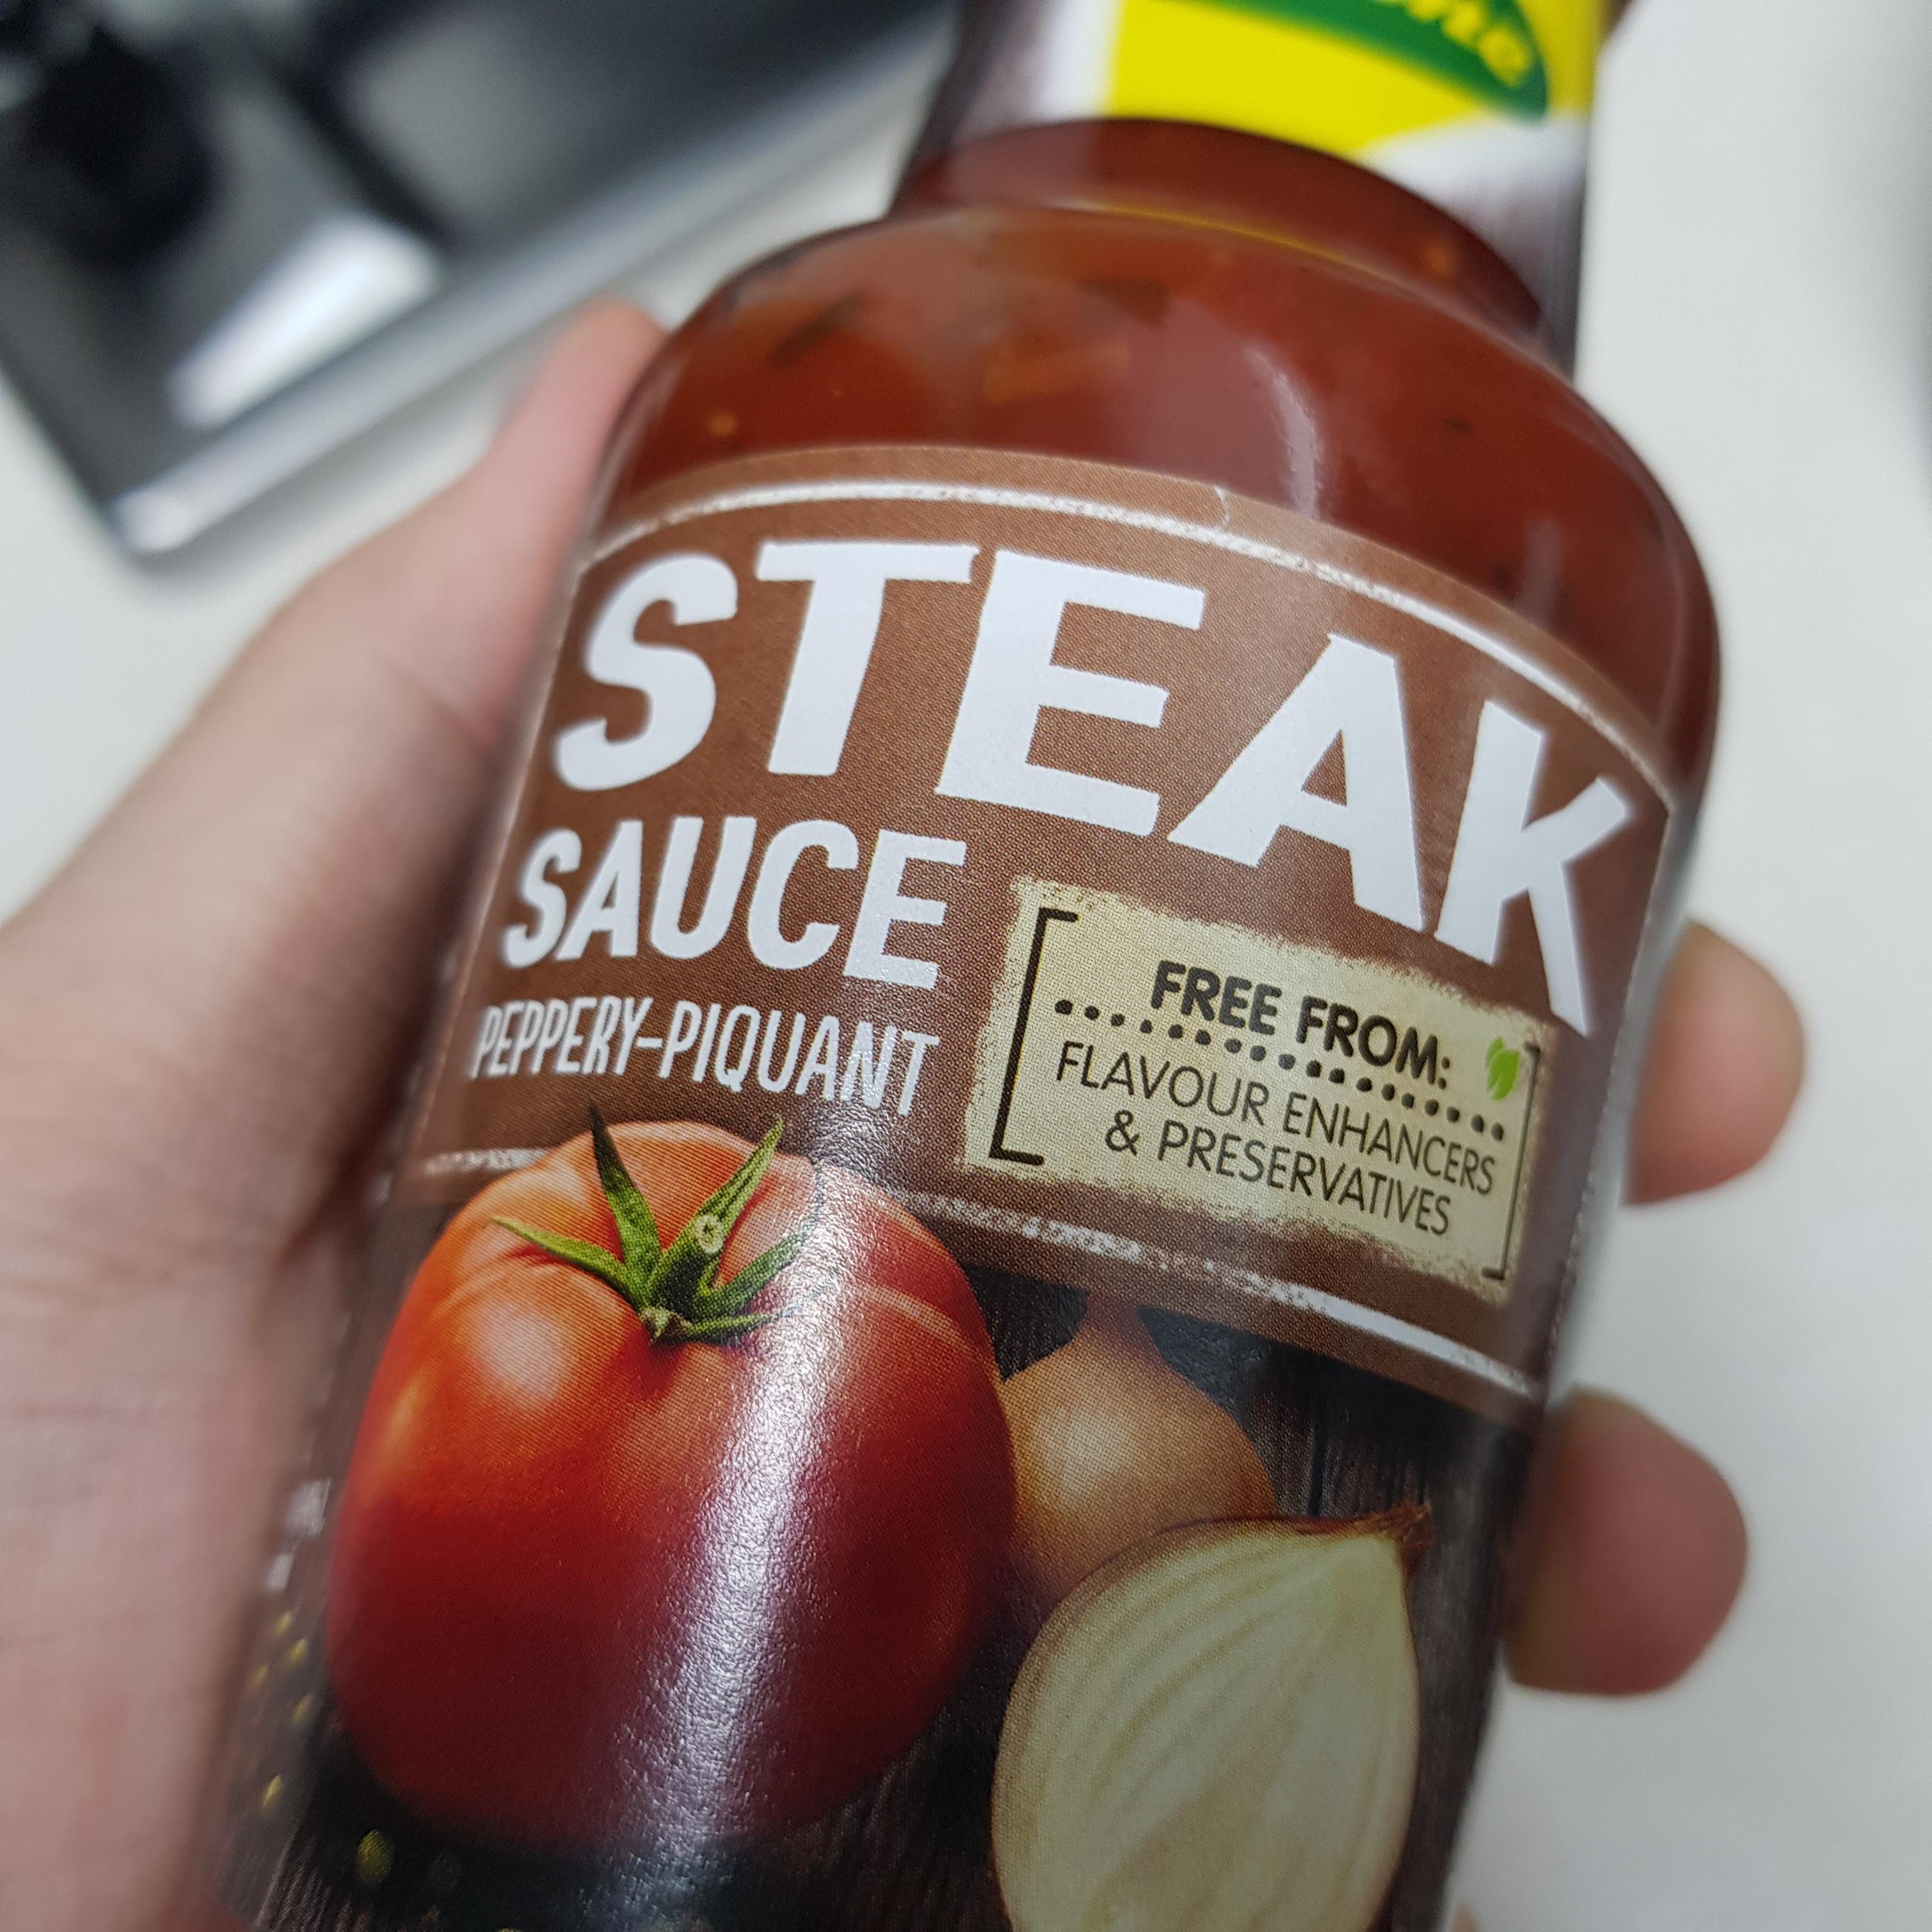 STEAK
SAUCE
PEPPERY-PIQUANT
FREE FROM:
FLAVOUR ENHANCERS
& PRESERVATIVES